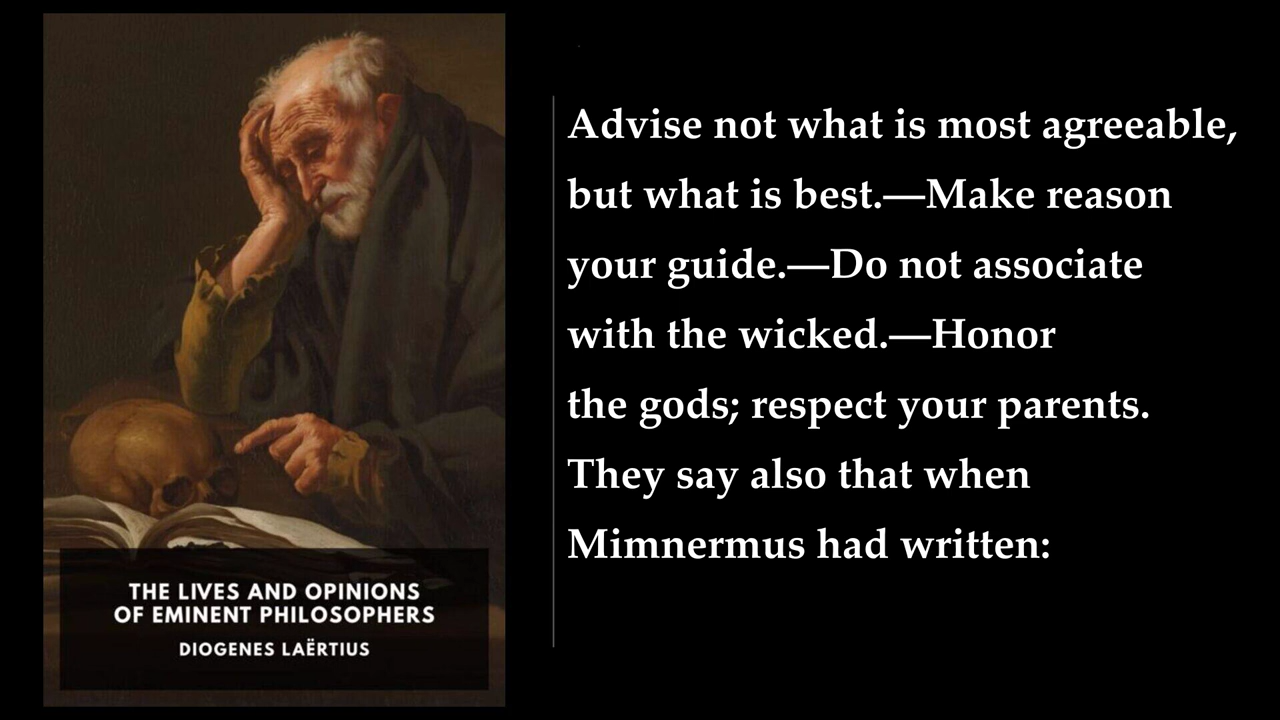 THE LIVES AND OPINIONS
OF EMINENT PHILOSOPHERS
DIOGENES LAËRTIUS
Advise not what is most agreeable,
but what is best.—Make reason
your guide.—Do not associate
with the wicked.—Honor
the gods; respect your parents.
They say also that when
Mimnermus had written: